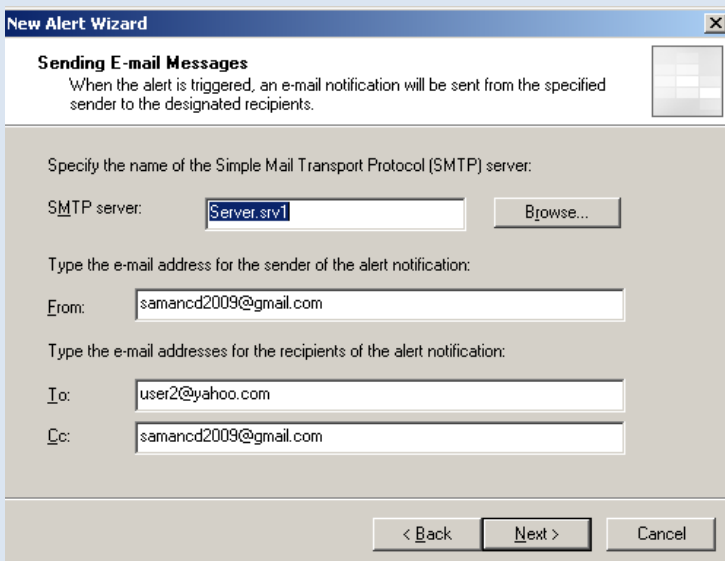 New Alert Wizard
Sending E-mail Messages
When the alert is triggered, an e-mail notification will be sent from the specified
sender to the designated recipients.
Specify the name of the Simple Mail Transport Protocol (SMTP) server:
SMTP server: Server.srv1 Browse...
Type the e-mail address for the sender of the alert notification:
From: samancd2009@gmail.com
Type the e-mail addresses for the recipients of the alert notification:
To: user2@yahoo.com
Cc: samancd2009@gmail.com
< Back Next > Cancel